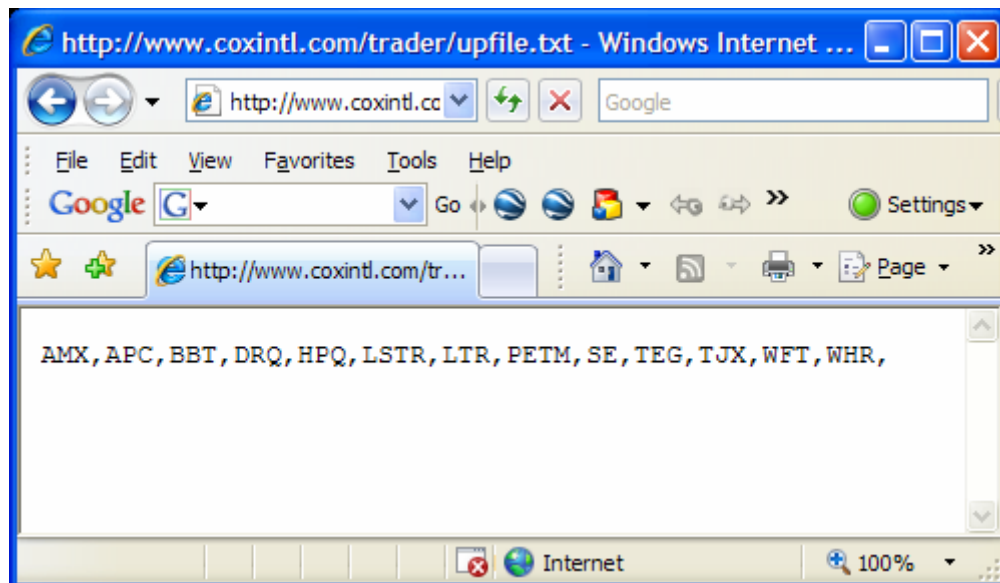 http://www.coxintl.com/trader/upfile.txt - Windows Internet ...
http://www.coxintl.cc Google
File Edit View Favorites Tools Help
Google G Go » Settings
http://www.coxintl.com/tr... Page »
AMX,APC,BBT,DRQ,HPQ,LSTR,LTR,PETM,SE,TEG,TJX,WFT,WHR,
Internet 100%